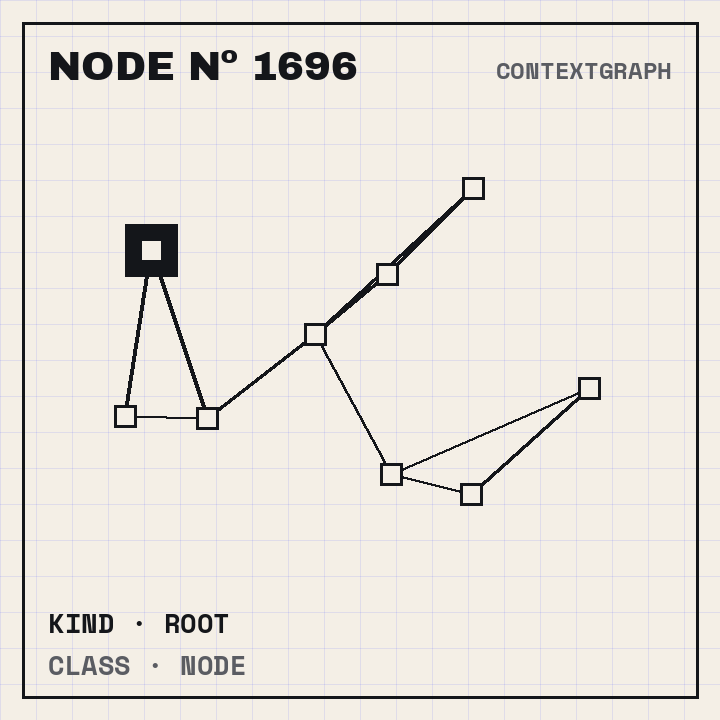 NODE Nº 1696
CONTEXTGRAPH
KIND · ROOT
CLASS · NODE